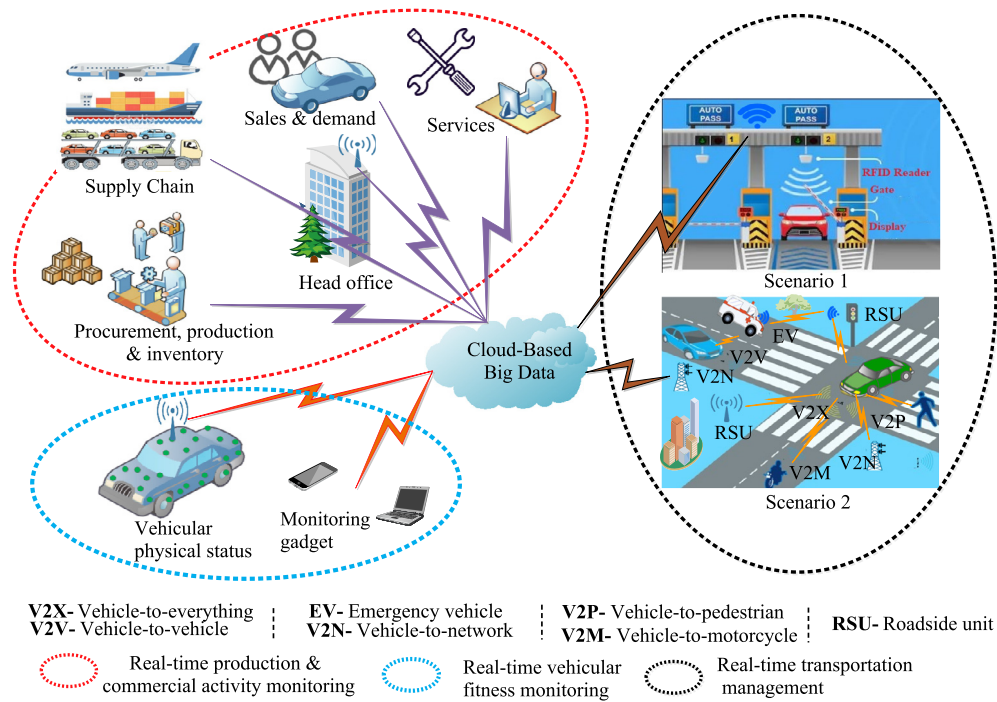 Supply Chain
Sales & demand
Services
Head office
Procurement, production
& inventory
Cloud-Based
Big Data
Vehicular
physical status
Monitoring
gadget
AUTO
PASS
AUTO
PASS
1
2
RFID Reader
Gate
Display
Scenario 1
RSU
EV
V2V
V2N
V2X
V2P
RSU
V2M
V2N
Scenario 2
V2X- Vehicle-to-everything
V2V- Vehicle-to-vehicle
EV- Emergency vehicle
V2N- Vehicle-to-network
V2P- Vehicle-to-pedestrian
V2M- Vehicle-to-motorcycle
RSU- Roadside unit
Real-time production &
commercial activity monitoring
Real-time vehicular
fitness monitoring
Real-time transportation
management